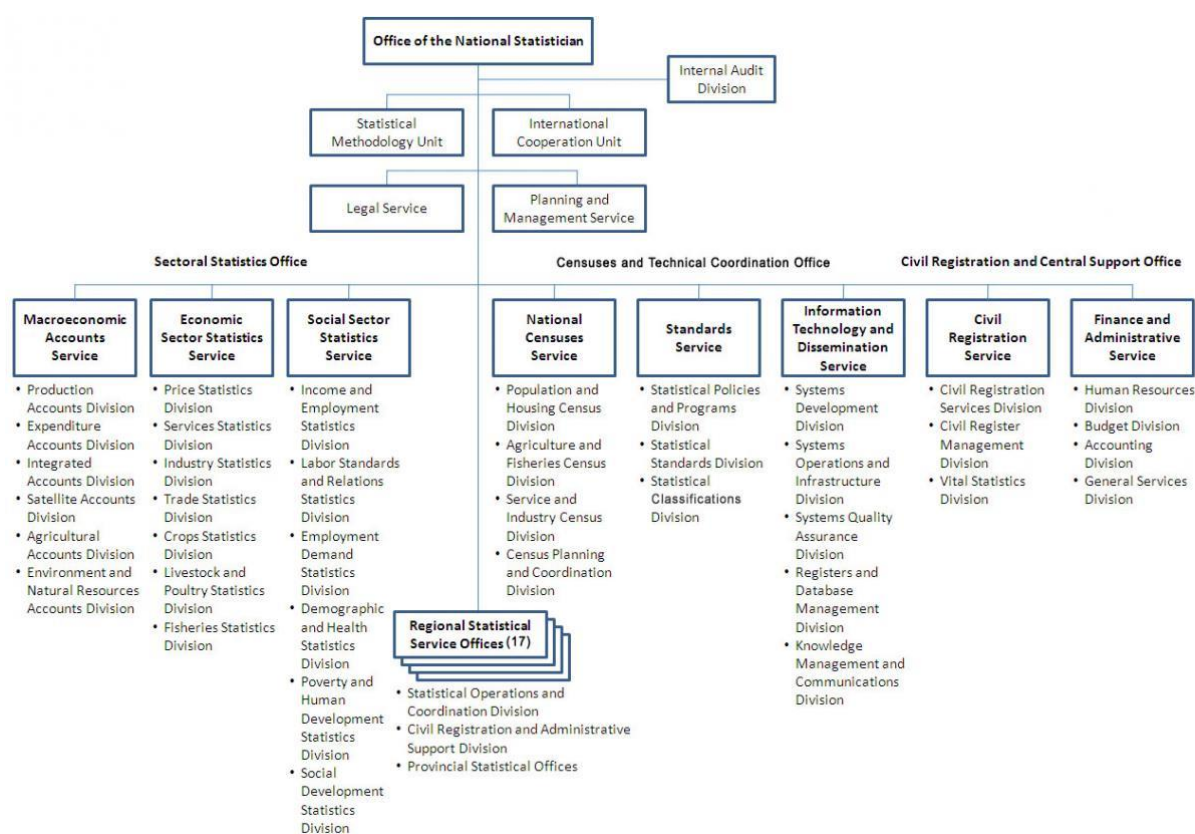 Office of the National Statistician
Internal Audit
Division
Statistical
Methodology Unit
International
Cooperation Unit
Legal Service
Planning and
Management Service
Sectoral Statistics Office
Censuses and Technical Coordination Office
Civil Registration and Central Support Office
Macroeconomic
Accounts
Service
• Production
Accounts Division
• Expenditure
Accounts Division
• Integrated
Accounts Division
• Satellite Accounts
Division
• Agricultural
Accounts Division
• Environment and
Natural Resources
Accounts Division
Economic
Sector Statistics
Service
• Price Statistics
Division
• Services Statistics
Division
• Industry Statistics
Division
• Trade Statistics
Division
• Crops Statistics
Division
• Livestock and
Poultry Statistics
Division
• Fisheries Statistics
Division
Social Sector
Statistics
Service
• Income and
Employment
Statistics
Division
• Labor Standards
and Relations
Statistics
Division
• Employment
Demand
Statistics
Division
• Demographic
and Health
Statistics
Division
• Poverty and
Human
Development
Statistics
Division
• Social
Development
Statistics
Division
National
Censuses
Service
• Population and
Housing Census
Division
• Agriculture and
Fisheries Census
Division
• Service and
Industry Census
Division
• Census Planning
and Coordination
Division
Standards
Service
• Statistical Policies
and Programs
Division
• Statistical
Standards Division
• Statistical
Classifications
Division
Information
Technology and
Dissemination
Service
• Systems
Development
Division
• Systems
Operations and
Infrastructure
Division
• Systems Quality
Assurance
Division
• Registers and
Database
Management
Division
• Knowledge
Management and
Communications
Division
Civil
Registration
Service
• Civil Registration
Services Division
• Civil Register
Management
Division
• Vital Statistics
Division
Finance and
Administrative
Service
• Human Resources
Division
• Budget Division
• Accounting
Division
• General Services
Division
Regional Statistical
Service Offices (17)
• Statistical Operations and
Coordination Division
• Civil Registration and Administrative
Support Division
• Provincial Statistical Offices